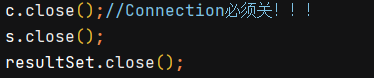 c.close();//Connection必须关！！！
s.close();
resultSet.close();